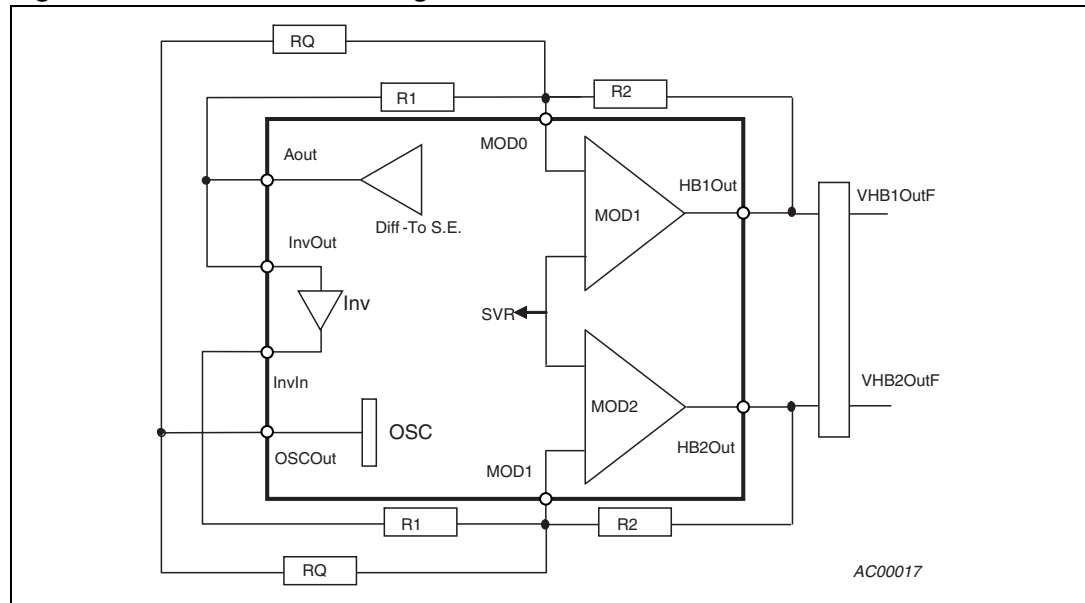 RQ
R1
R2
MOD0
Aout
HB1Out
VHB1OutF
MOD1
Diff-To S.E.
InvOut
Inv
SVR
InvIn
VHB2OutF
MOD2
OSC
OSCOut
MOD1
HB2Out
R1
R2
RQ
AC00017